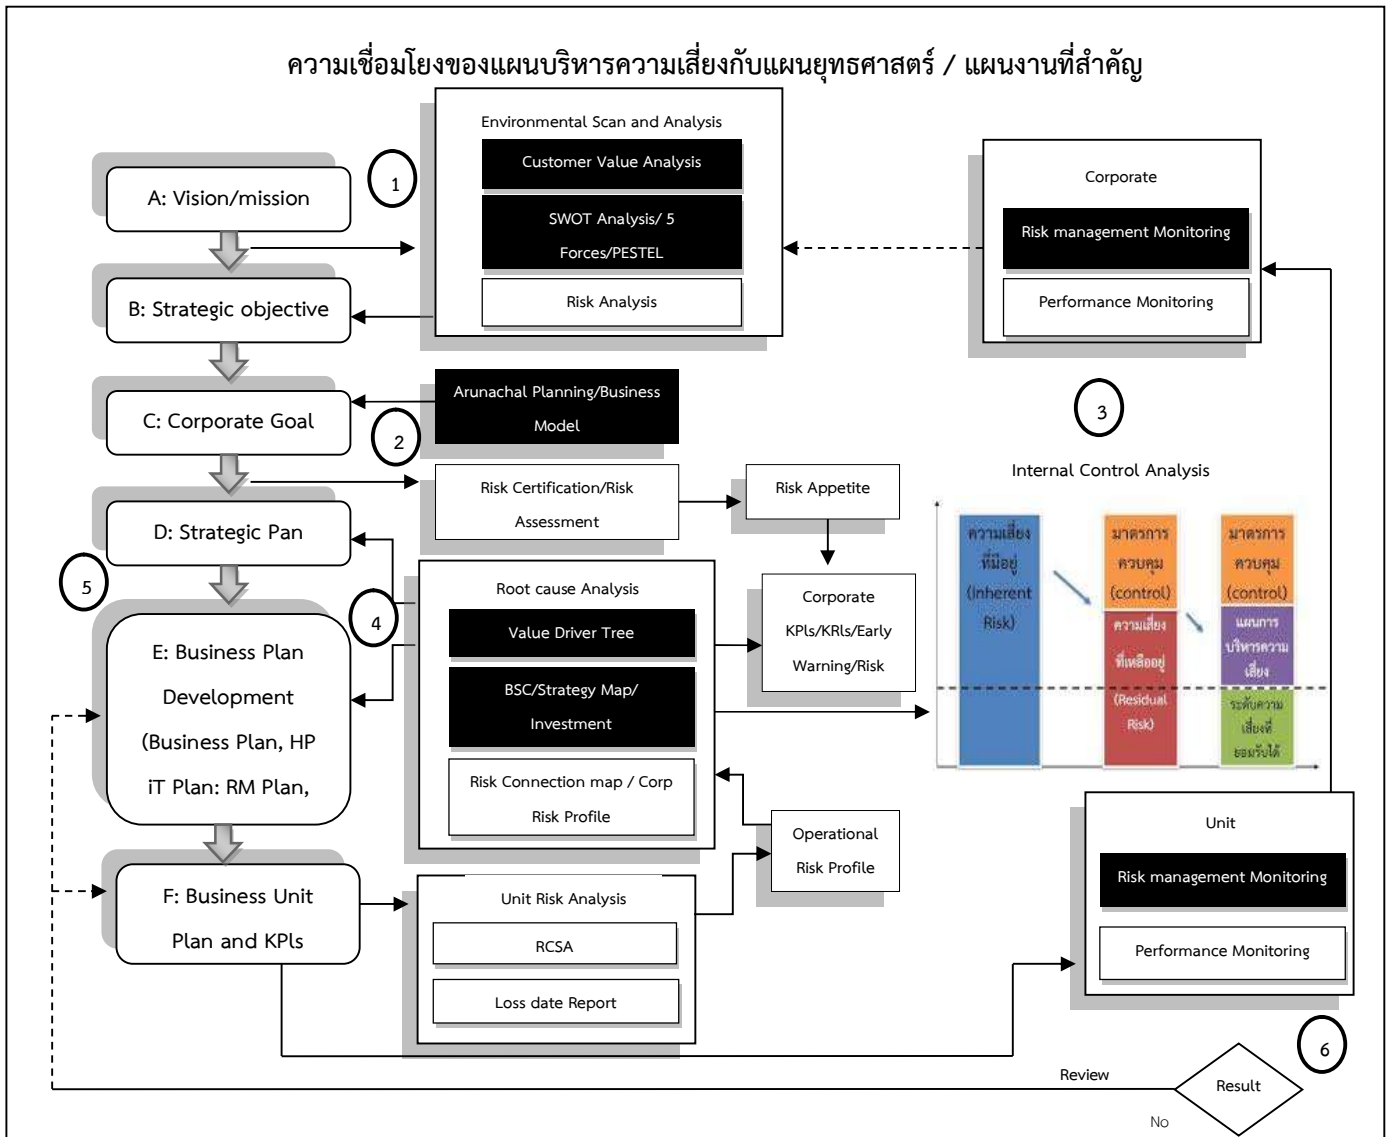 ความเชื่อมโยงของแผนบริหารความเสี่ยงกับแผนยุทธศาสตร์ / แผนงานที่สำคัญ
A: Vision/mission
B: Strategic objective
C: Corporate Goal
D: Strategic Pan
E: Business Plan
Development
(Business Plan, HP
iT Plan: RM Plan,
F: Business Unit
Plan and KPls
1
Environmental Scan and Analysis
Customer Value Analysis
SWOT Analysis/ 5
Forces/PESTEL
Risk Analysis
2
Arunachal Planning/Business
Model
Risk Certification/Risk
Assessment
Risk Appetite
Corporate
KPls/KRls/Early
Warning/Risk
5
4
Root cause Analysis
Value Driver Tree
BSC/Strategy Map/
Investment
Risk Connection map / Corp
Risk Profile
Operational
Risk Profile
Unit Risk Analysis
RCSA
Loss date Report
Corporate
Risk management Monitoring
Performance Monitoring
3
Internal Control Analysis
ความเสี่ยง
ที่มีอยู่
(Inherent
Risk)
มาตรการ
ควบคุม
(control)
ความเสี่ยง
ที่เหลืออยู่
(Residual
Risk)
มาตรการ
ควบคุม
(control)
แผนการ
บริหารความ
เสี่ยง
ระดับความ
เสี่ยงที่
ยอมรับได้
Unit
Risk management Monitoring
Performance Monitoring
6
Result
Review
No